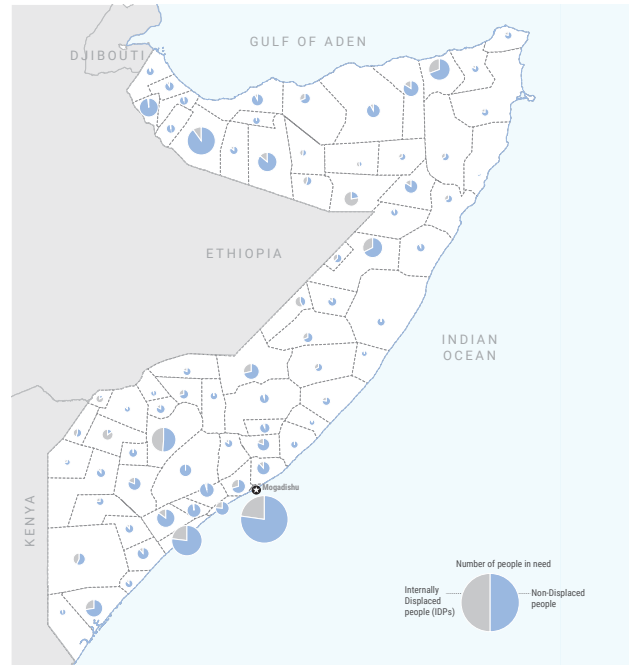 GULF OF ADEN
DJIBOUTI
ETHIOPIA
INDIAN
OCEAN
KENYA
Mogadishu
Number of people in need
Internally
Displaced
people (IDPs)
Non-Displaced
people